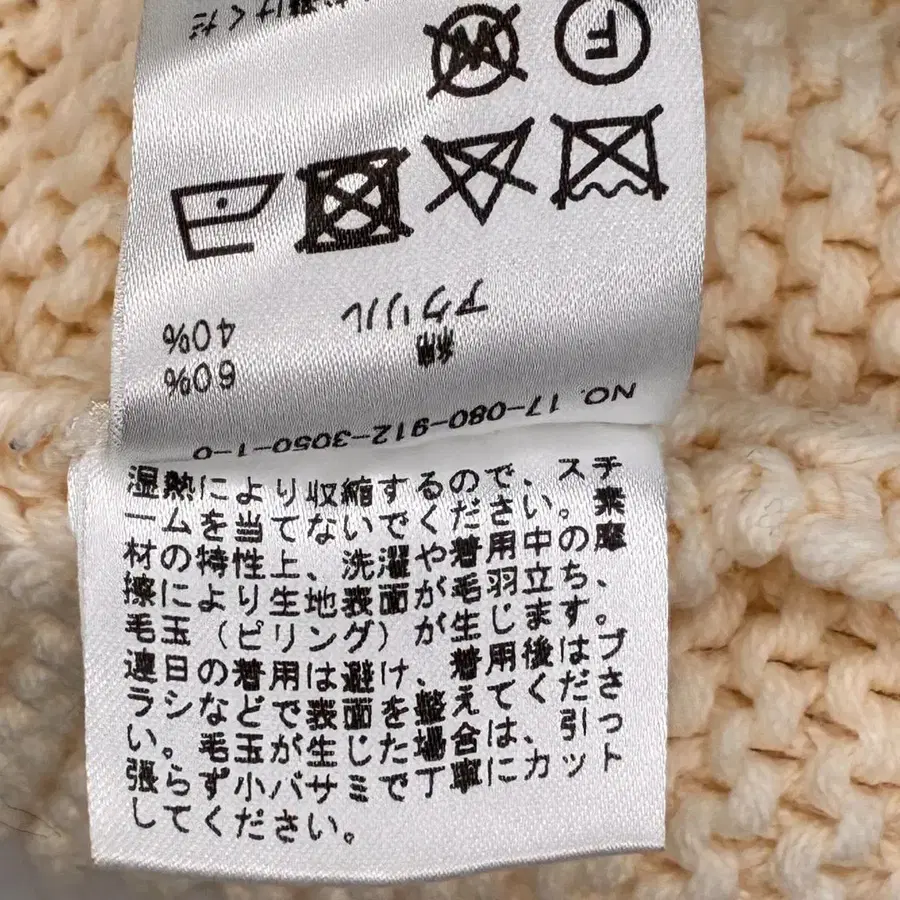 NO. 17-080-912-3050-1-0
綿 60%
アクリル 40%
F
W
避けくだ
湿熱により収縮するので、スチ
ームを当てないでください。素
材の特性上、洗濯や着用中の摩
擦により生地表面が毛羽立ち、
毛玉（ピリング）が生じます。
連日の着用は避け、着用後はブ
ラシなどで表面を整えてくださ
い。毛玉が生じた場合は、引っ
張らず小バサミで丁寧にカット
してください。